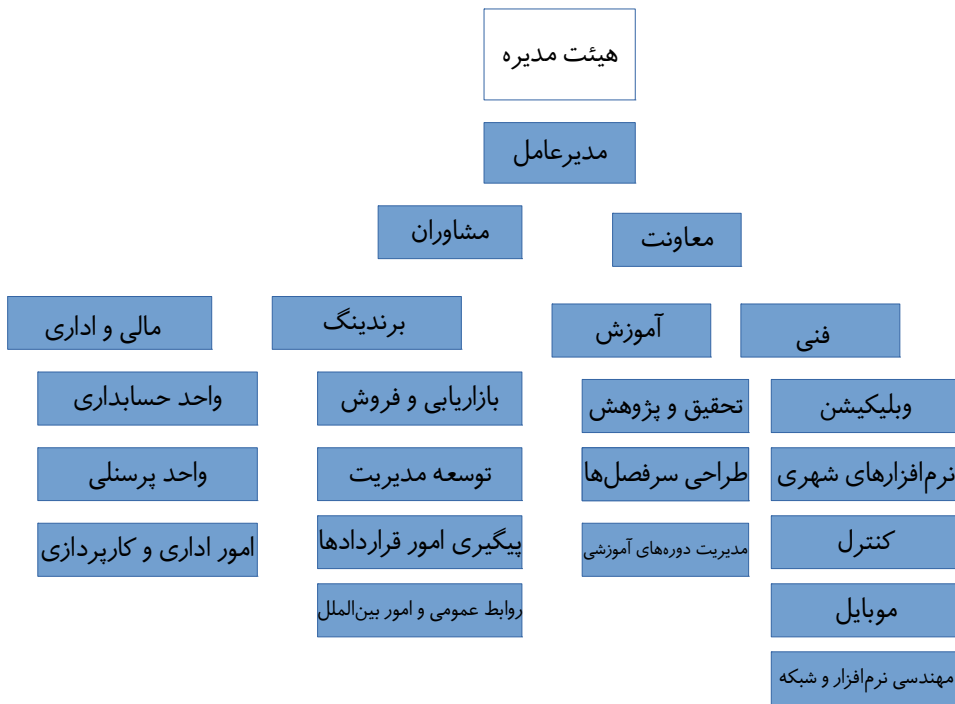 هیئت مدیره
مدیرعامل
معاونت
مشاوران
فنی
آموزش
برندینگ
مالی و اداری
وبلیکیشن
تحقیق و پژوهش
بازاریابی و فروش
واحد حسابداری
نرم‌افزارهای شهری
طراحی سرفصل‌ها
توسعه مدیریت
واحد پرسنلی
کنترل
مدیریت دوره‌های آموزشی
پیگیری امور قراردادها
امور اداری و کارپردازی
موبایل
روابط عمومی و امور بین‌الملل
مهندسی نرم‌افزار و شبکه